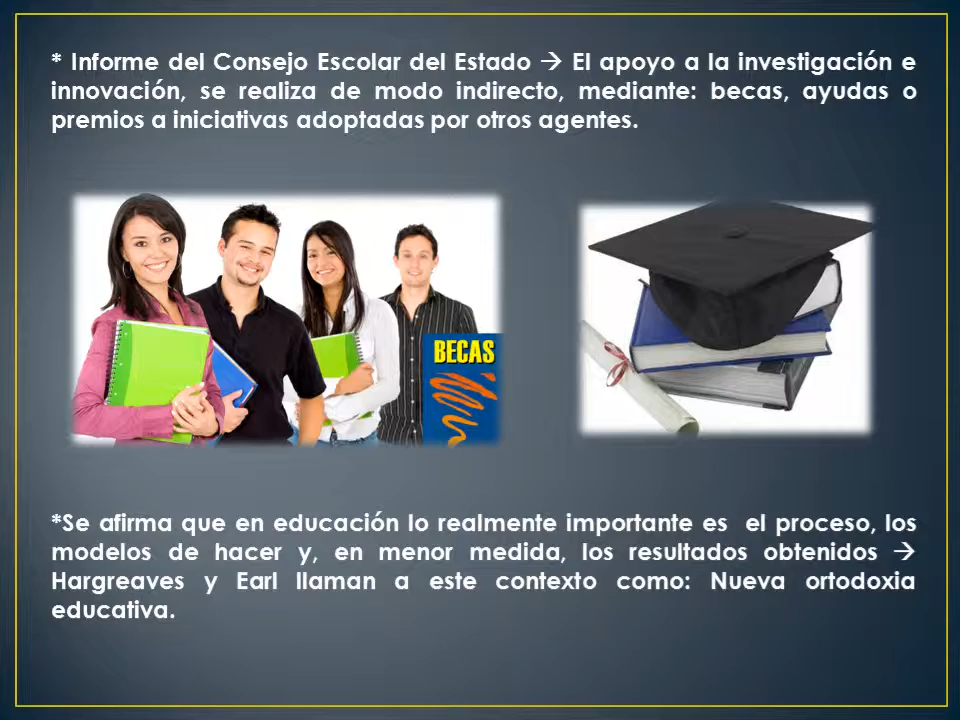 * Informe del Consejo Escolar del Estado → El apoyo a la investigación e
innovación, se realiza de modo indirecto, mediante: becas, ayudas o
premios a iniciativas adoptadas por otros agentes.
BECAS
*Se afirma que en educación lo realmente importante es el proceso, los
modelos de hacer y, en menor medida, los resultados obtenidos →
Hargreaves y Earl llaman a este contexto como: Nueva ortodoxia
educativa.